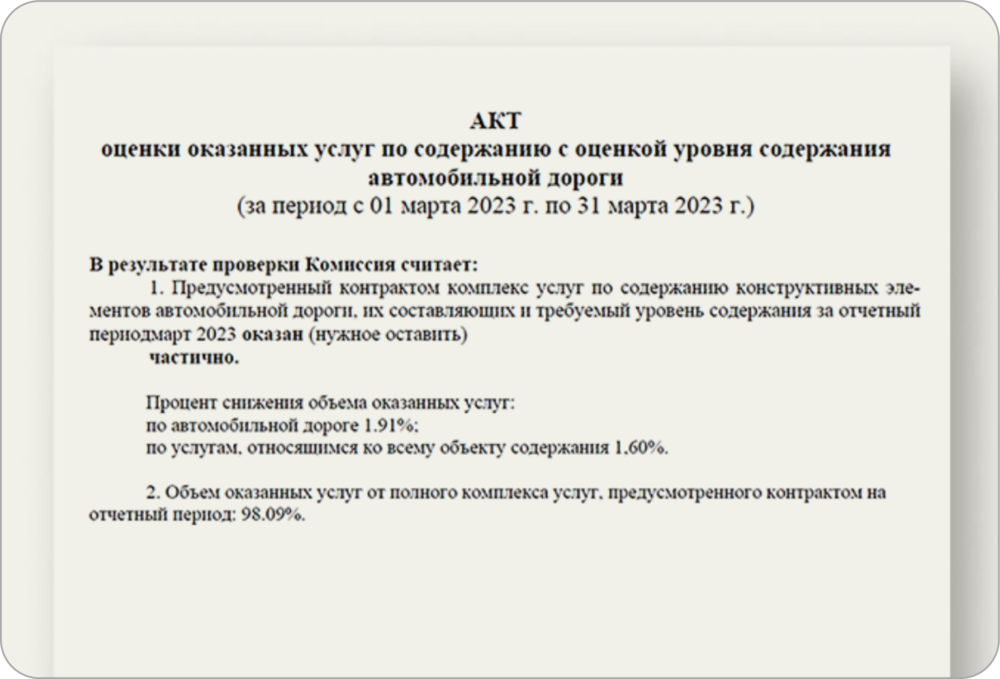 АКТ
оценки оказанных услуг по содержанию с оценкой уровня содержания
автомобильной дороги
(за период с 01 марта 2023 г. по 31 марта 2023 г.)
В результате проверки Комиссия считает:
1. Предусмотренный контрактом комплекс услуг по содержанию конструктивных эле-
ментов автомобильной дороги, их составляющих и требуемый уровень содержания за отчетный
периодмарт 2023 оказан (нужное оставить)
частично.
Процент снижения объема оказанных услуг:
по автомобильной дороге 1.91%;
по услугам, относящимся ко всему объекту содержания 1.60%.
2. Объем оказанных услуг от полного комплекса услуг, предусмотренного контрактом на
отчетный период: 98.09%.